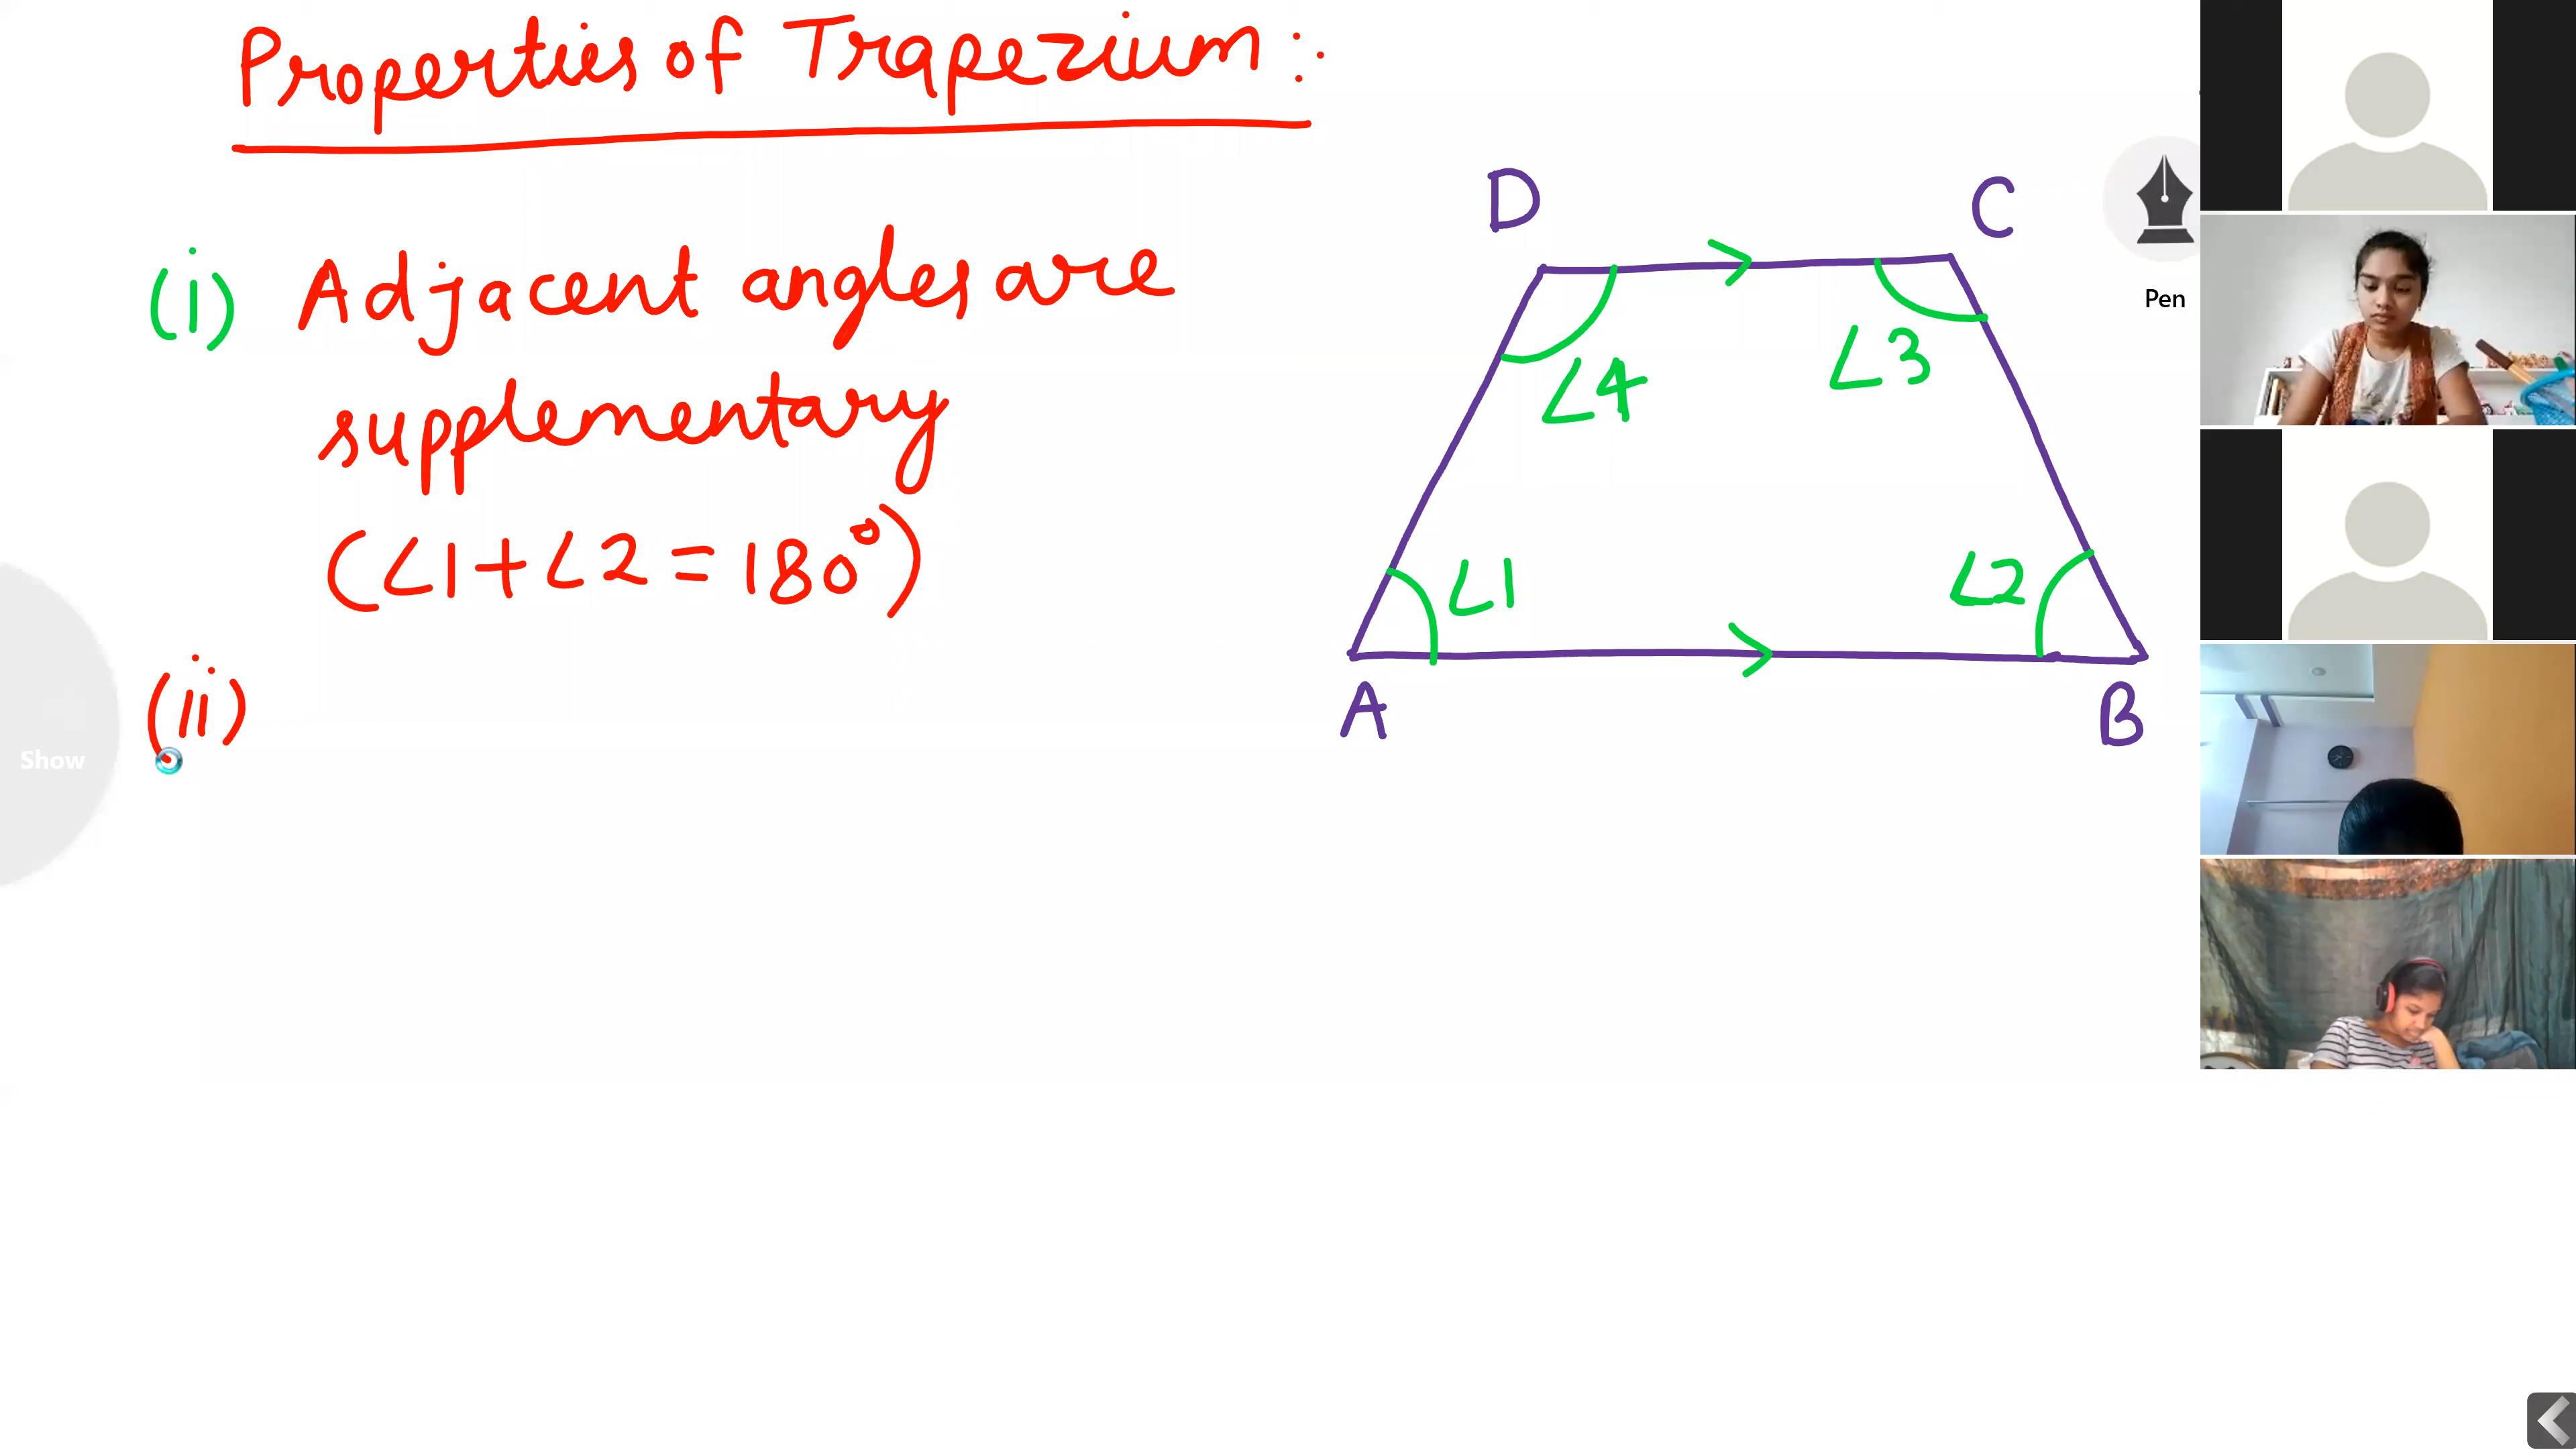 Properties of Trapezium:
(i) Adjacent angles are
supplementary
(∠1+∠2=180°)
(ii)
D
C
∠4
∠3
∠1
∠2
A
B
Pen
Show